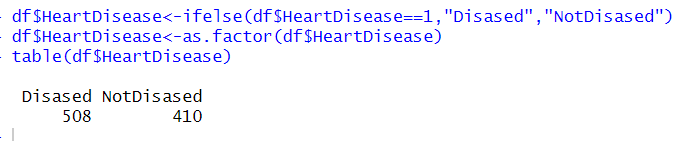 df$HeartDisease<-ifelse(df$HeartDisease==1,"Disased","NotDisased")
df$HeartDisease<-as.factor(df$HeartDisease)
table(df$HeartDisease)
Disased NotDisased
508 410